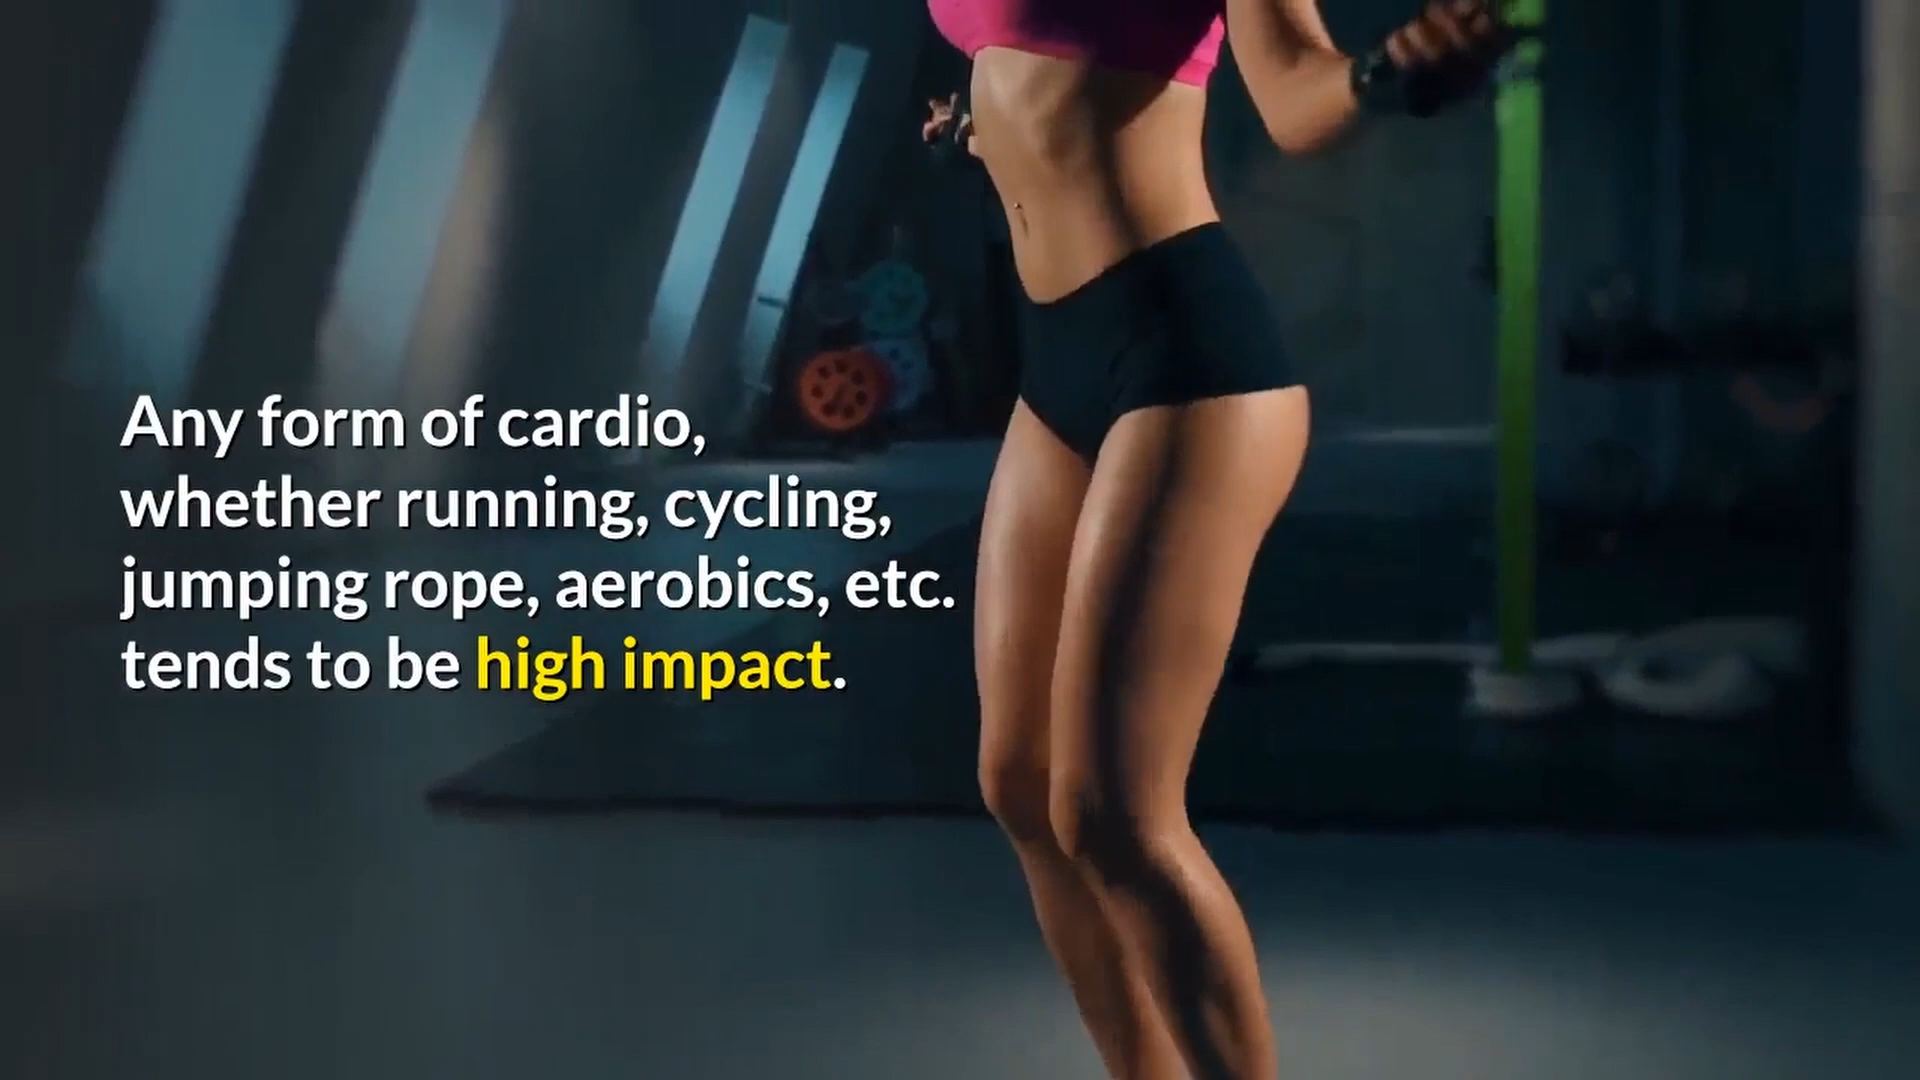 Any form of cardio,
whether running, cycling,
jumping rope, aerobics, etc.
tends to be high impact.